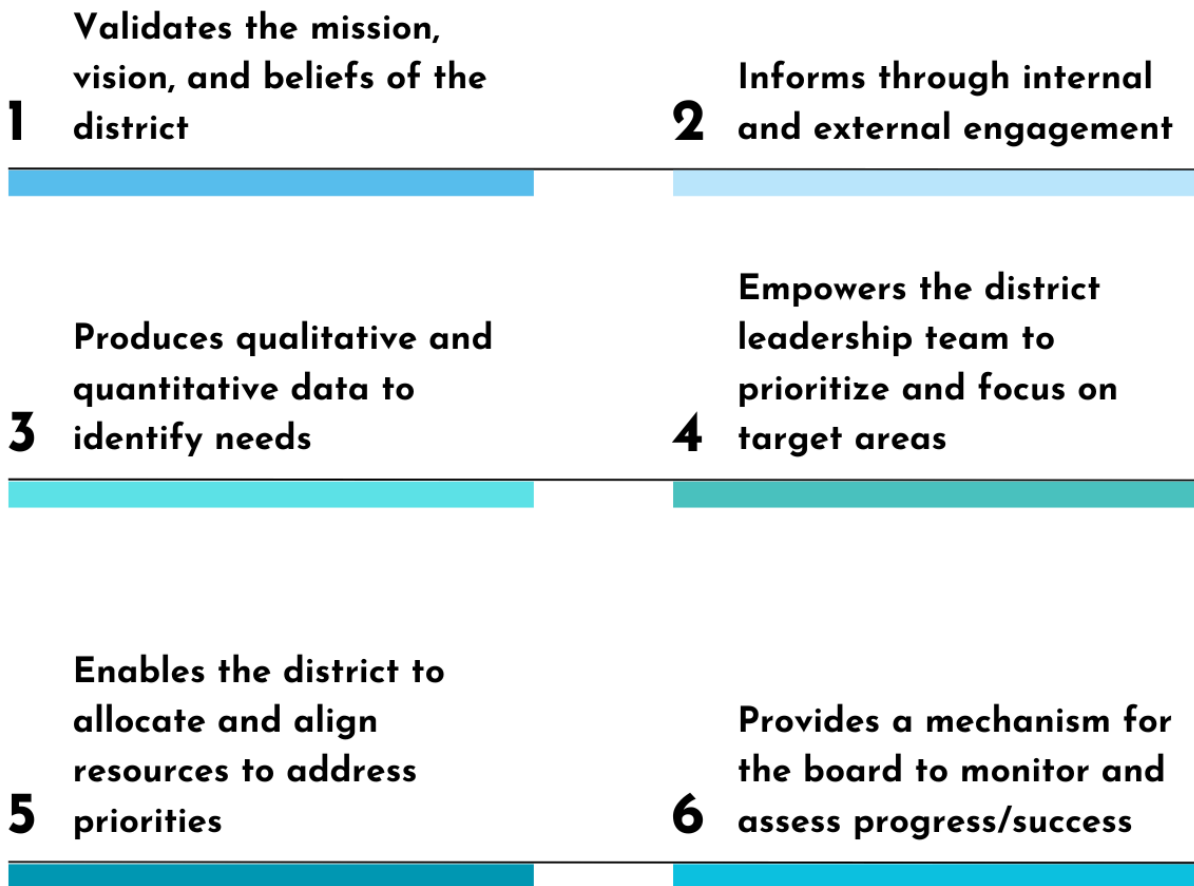 1
Validates the mission,
vision, and beliefs of the
district
2
Informs through internal
and external engagement
3
Produces qualitative and
quantitative data to
identify needs
4
Empowers the district
leadership team to
prioritize and focus on
target areas
5
Enables the district to
allocate and align
resources to address
priorities
6
Provides a mechanism for
the board to monitor and
assess progress/success